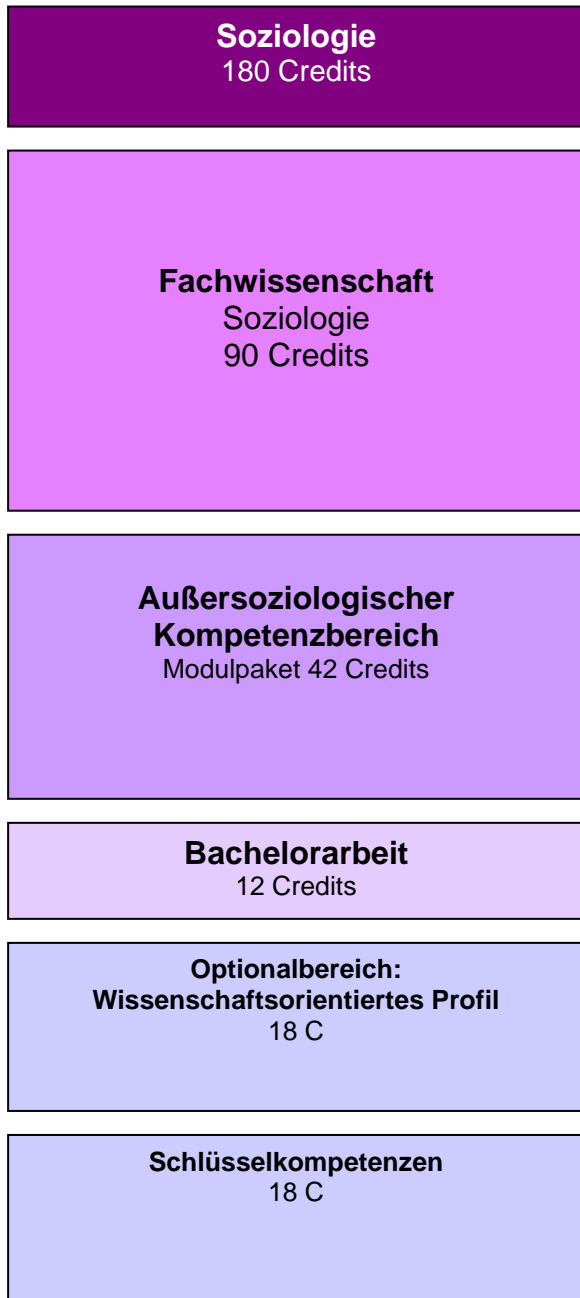 Soziologie
180 Credits
Fachwissenschaft
Soziologie
90 Credits
Außersoziologischer
Kompetenzbereich
Modulpaket 42 Credits
Bachelorarbeit
12 Credits
Optionalbereich:
Wissenschaftsorientiertes Profil
18 C
Schlüsselkompetenzen
18 C